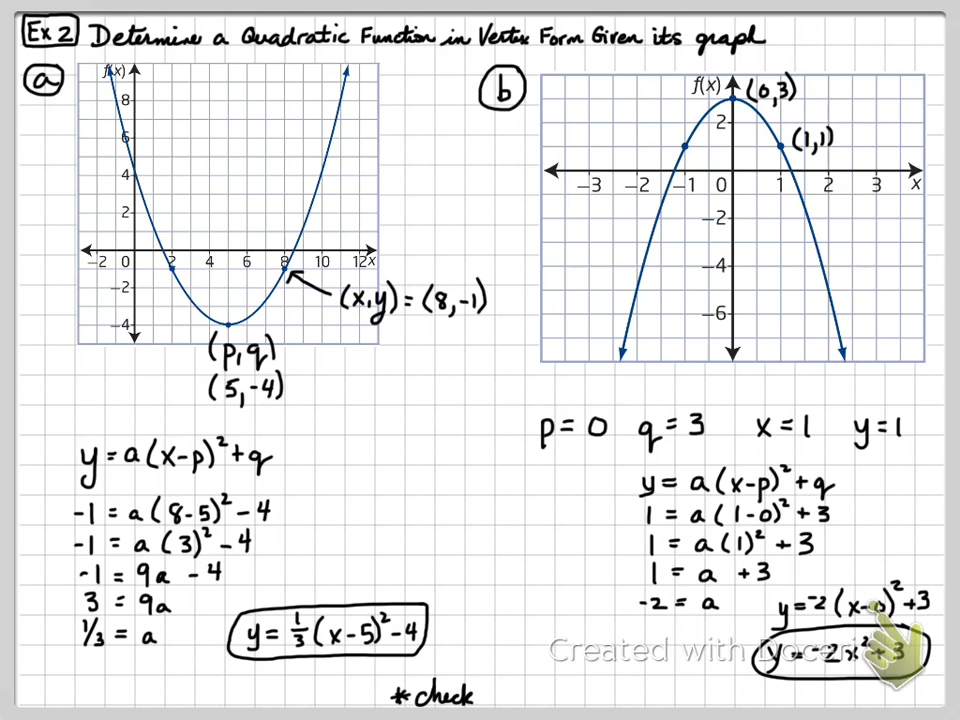 Ex 2 Determine a Quadratic Function in Vertex Form Given its graph
a
f(x)
8
6
4
2
-2 0 2 4 6 8 10 12 x
-2
-4
(x,y) = (8,-1)
(p,q)
(5,-4)
y = a(x-p)²+q
-1 = a(8-5)² - 4
-1 = a(3)² - 4
-1 = 9a - 4
3 = 9a
1/3 = a
y = 1/3 (x-5)² - 4
* check
b
f(x)
(0,3)
2
(1,1)
-3 -2 -1 0 1 2 3 x
-2
-4
-6
p = 0 q = 3 x = 1 y = 1
y = a(x-p)²+q
1 = a(1-0)² + 3
1 = a(1)² + 3
1 = a + 3
-2 = a
y = -2(x-0)²+3
y = -2x² + 3
Created with Doceri